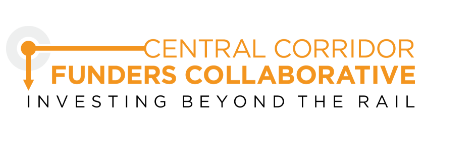 CENTRAL CORRIDOR
FUNDERS COLLABORATIVE
INVESTING BEYOND THE RAIL